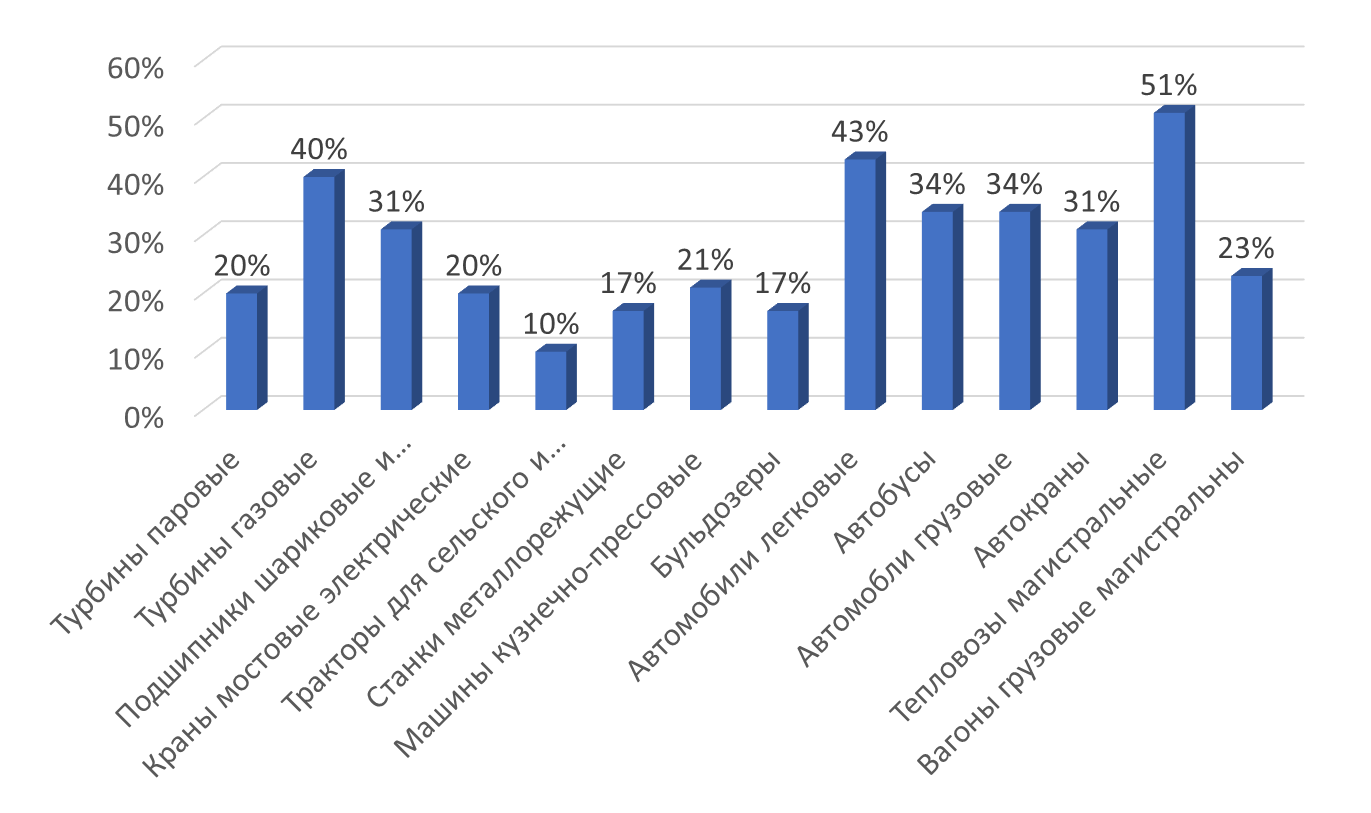 60%
50%
40%
30%
20%
10%
0%
20%
40%
31%
20%
10%
17%
21%
17%
43%
34%
34%
31%
51%
23%
Турбины паровые
Турбины газовые
Подшипники шариковые и...
Краны мостовые электрические
Тракторы для сельского и...
Станки металлорежущие
Машины кузнечно-прессовые
Бульдозеры
Автомобили легковые
Автобусы
Автомобли грузовые
Автокраны
Тепловозы магистральные
Вагоны грузовые магистральны